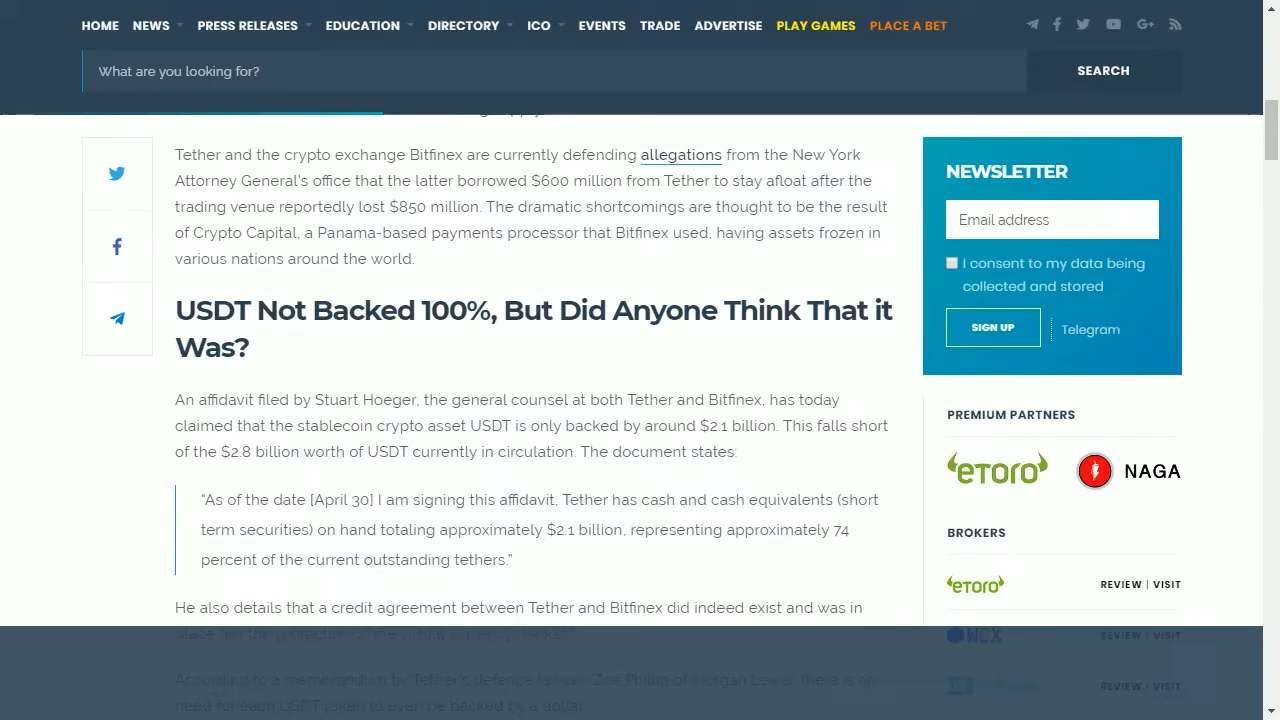 HOME NEWS PRESS RELEASES EDUCATION DIRECTORY ICO EVENTS TRADE ADVERTISE PLAY GAMES PLACE A BET
What are you looking for?
SEARCH
Tether and the crypto exchange Bitfinex are currently defending allegations from the New York
Attorney General's office that the latter borrowed $600 million from Tether to stay afloat after the
trading venue reportedly lost $850 million. The dramatic shortcomings are thought to be the result
of Crypto Capital, a Panama-based payments processor that Bitfinex used, having assets frozen in
various nations around the world.
USDT Not Backed 100%, But Did Anyone Think That it
Was?
An affidavit filed by Stuart Hoeger, the general counsel at both Tether and Bitfinex, has today
claimed that the stablecoin crypto asset USDT is only backed by around $2.1 billion. This falls short
of the $2.8 billion worth of USDT currently in circulation. The document states:
“As of the date [April 30] I am signing this affidavit, Tether has cash and cash equivalents (short
term securities) on hand totaling approximately $2.1 billion, representing approximately 74
percent of the current outstanding tethers.”
He also details that a credit agreement between Tether and Bitfinex did indeed exist and was in
According to a memorandum by Tether's defence lawyer Zoe Phillip of Morgan Lewis, there is no
need for each USDT token to even be backed by a dollar
NEWSLETTER
Email address
I consent to my data being
collected and stored
SIGN UP
Telegram
PREMIUM PARTNERS
eToro
NAGA
BROKERS
eToro
REVIEW | VISIT
WCX
REVIEW | VISIT
REVIEW | VISIT